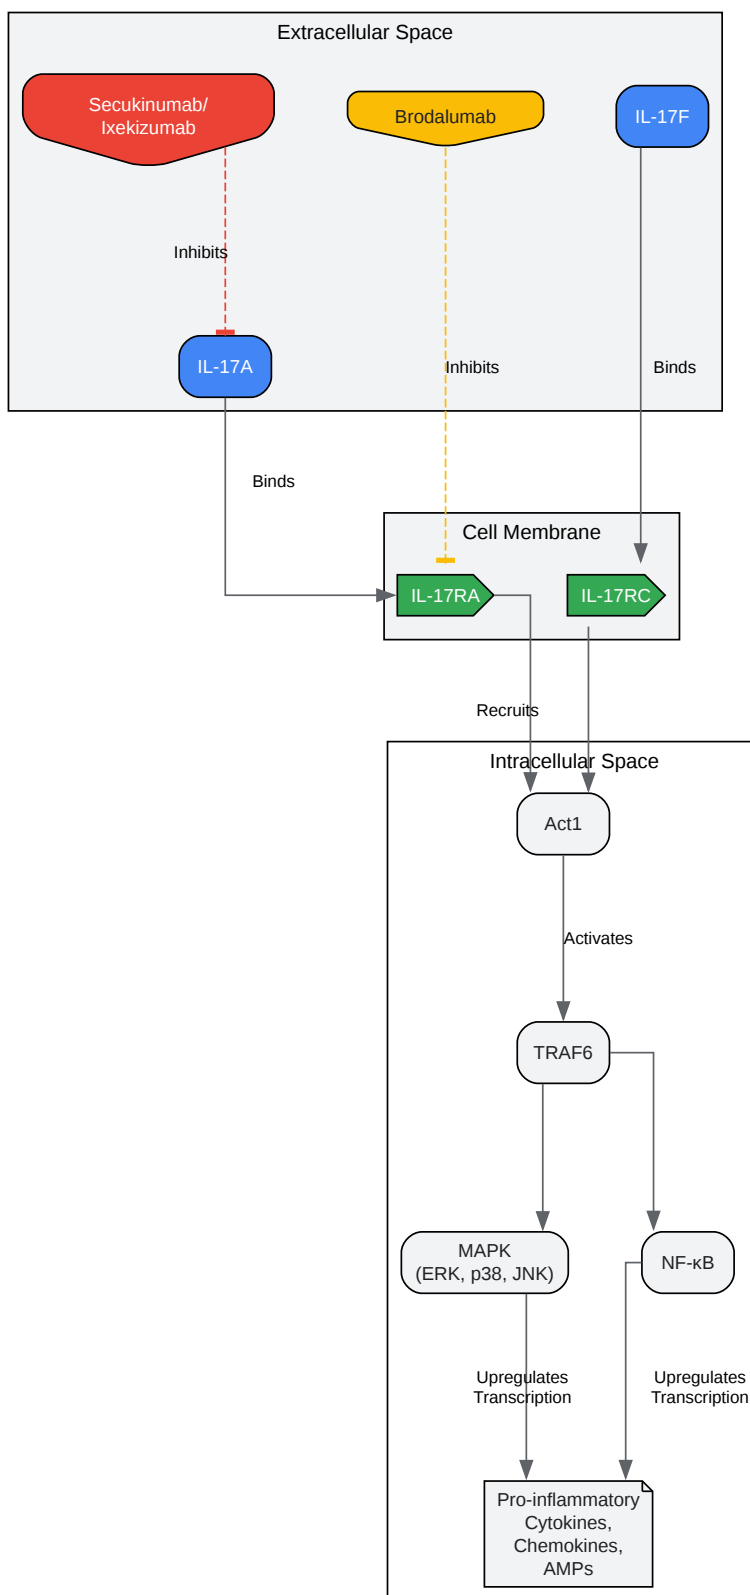 Extracellular Space
Secukinumab/
Ixekizumab
Brodalumab
IL-17F
Inhibits
IL-17A
Inhibits
Binds
Binds
Cell Membrane
IL-17RA
IL-17RC
Recruits
Intracellular Space
Act1
Activates
TRAF6
MAPK
(ERK, p38, JNK)
NF-κB
Upregulates
Transcription
Upregulates
Transcription
Pro-inflammatory
Cytokines,
Chemokines,
AMPs